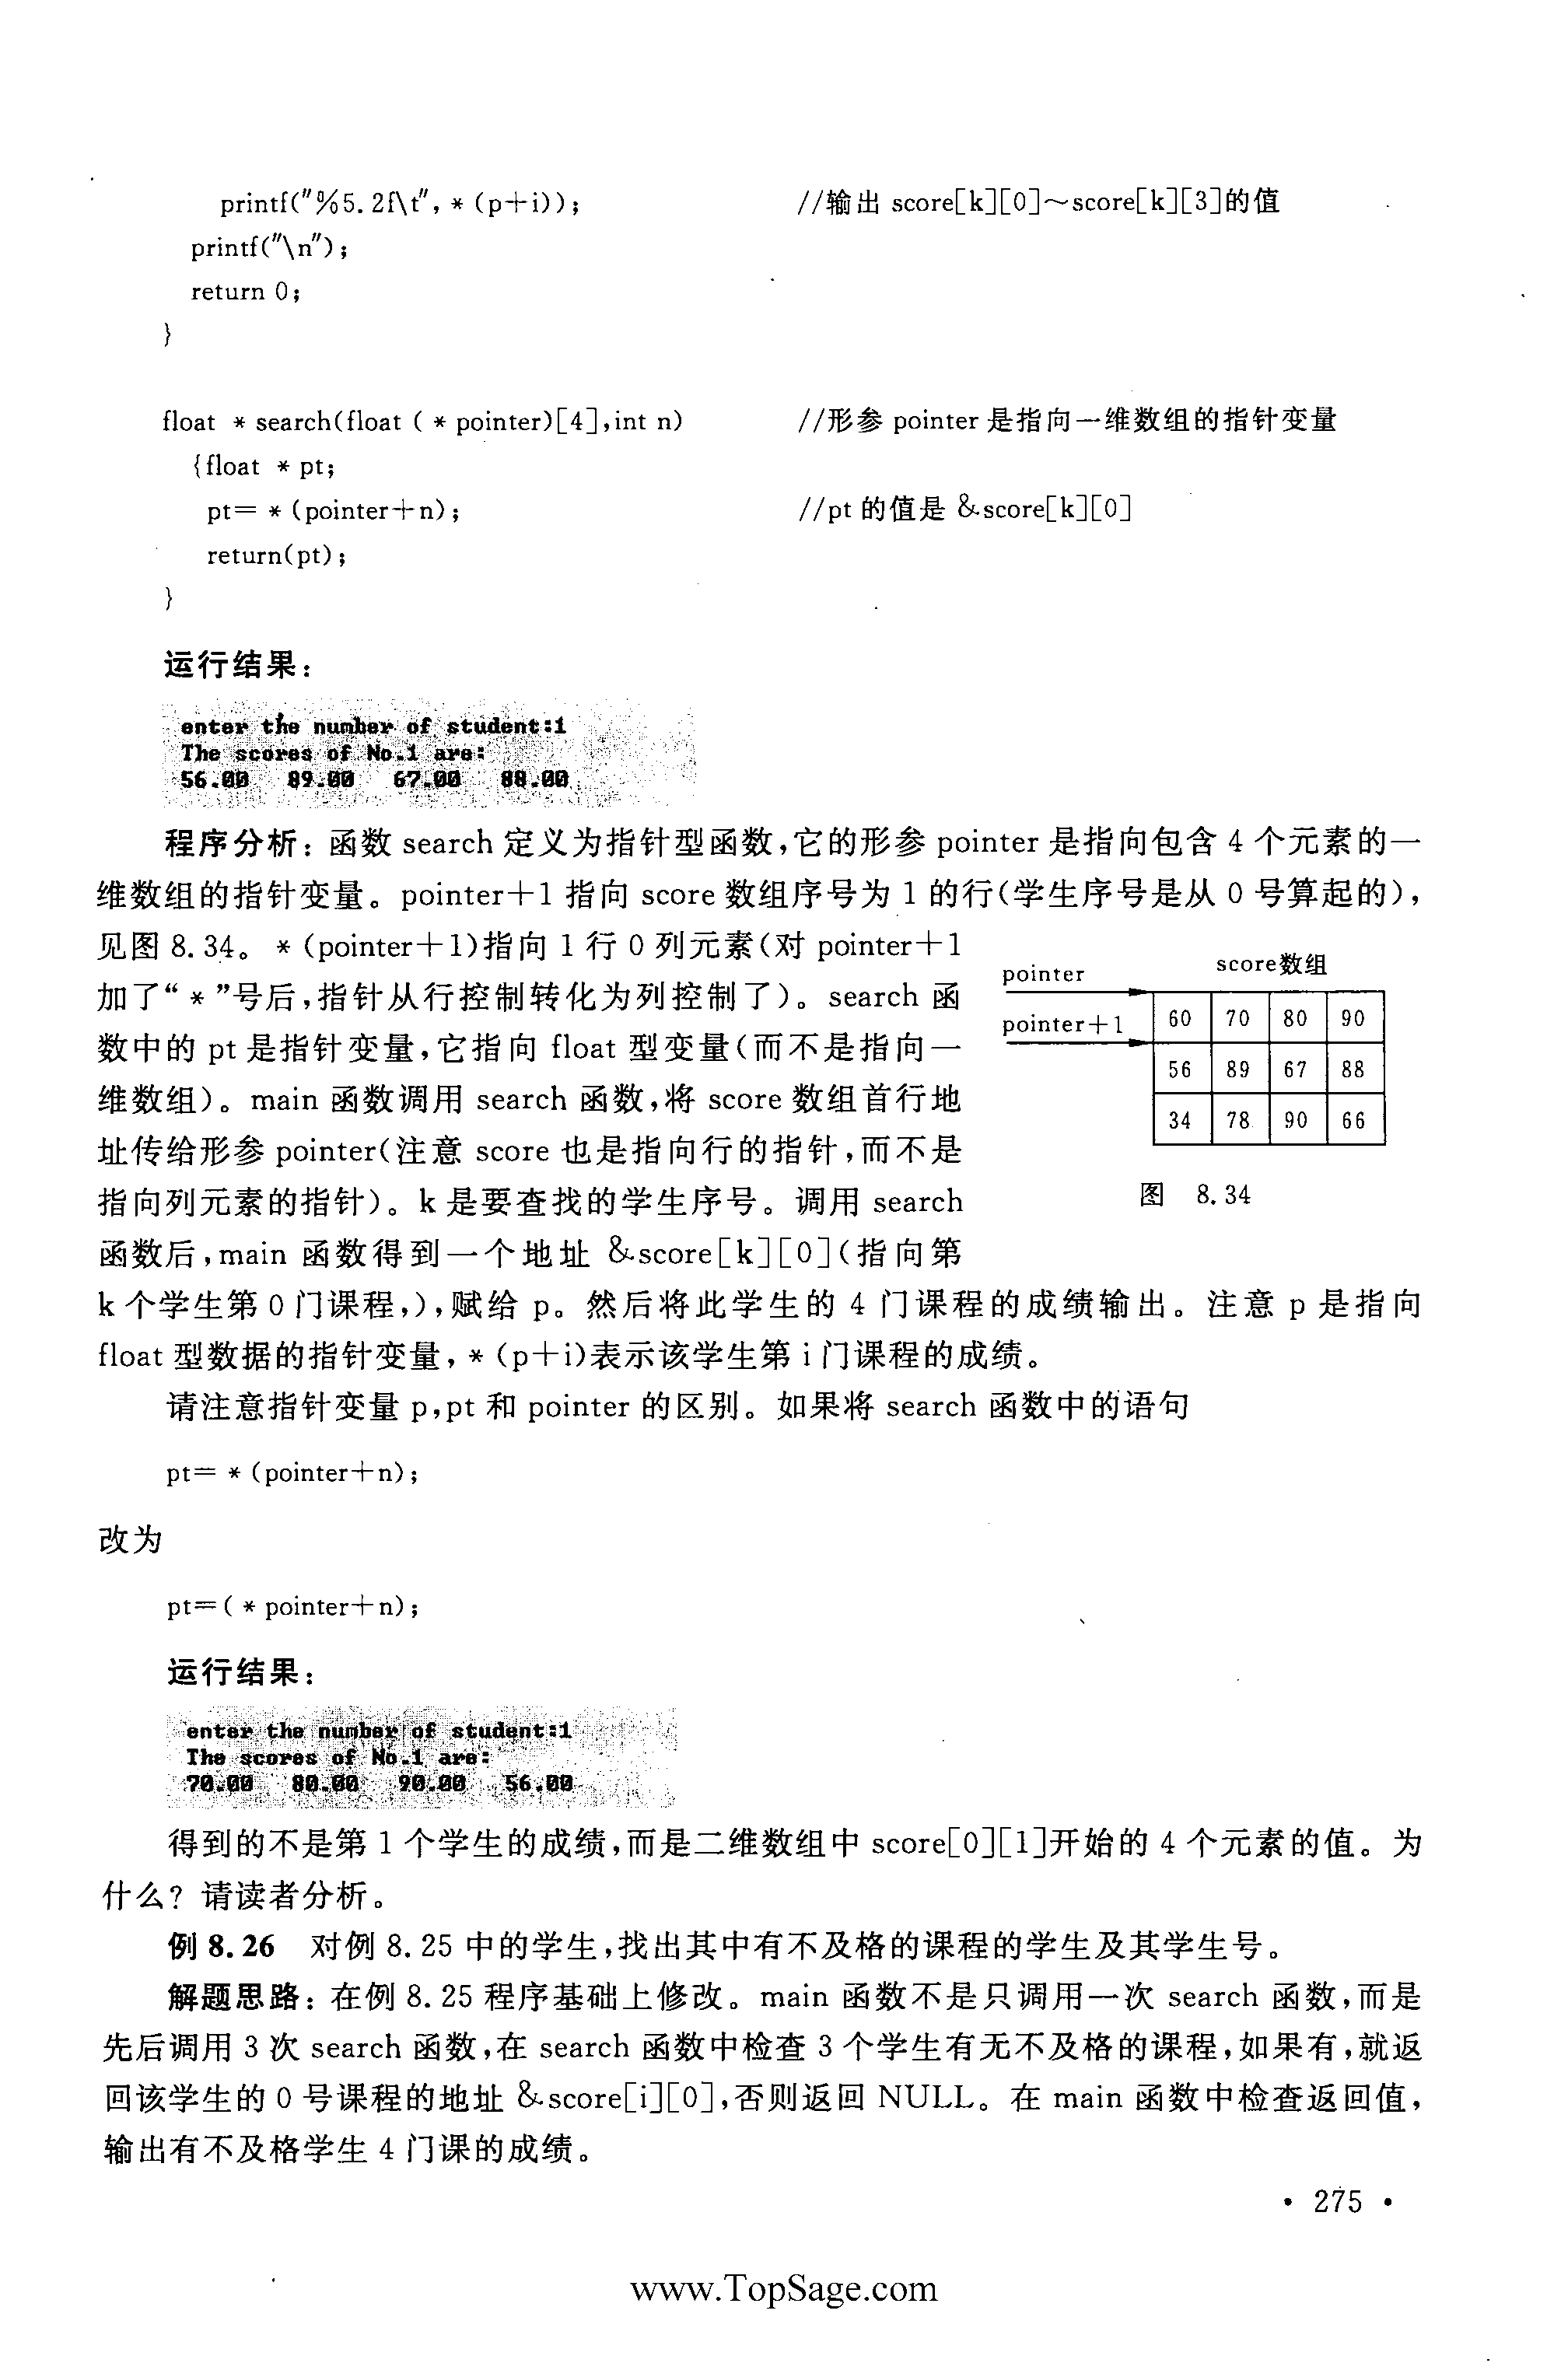 printf("%5.2f\t", *(p+i));	//输出 score[k][0]~score[k][3]的值
printf("\n");
return 0;
}
float * search(float ( * pointer)[4],int n)	//形参 pointer 是指向一维数组的指针变量
{float * pt;
pt= * (pointer+n);	//pt 的值是 &score[k][0]
return(pt);
}
运行结果：
enter the number of student:1
The scores of No.1 are:
56.00 89.00 67.00 88.00
程序分析：函数 search 定义为指针型函数,它的形参 pointer 是指向包含 4 个元素的一
维数组的指针变量。pointer+1 指向 score 数组序号为 1 的行(学生序号是从 0 号算起的),
见图 8.34。 * (pointer+1)指向 1 行 0 列元素(对 pointer+1
加了“ * ”号后,指针从行控制转化为列控制了)。search 函
数中的 pt 是指针变量,它指向 float 型变量(而不是指向一
维数组)。main 函数调用 search 函数,将 score 数组首行地
址传给形参 pointer(注意 score 也是指向行的指针,而不是
指向列元素的指针)。k 是要查找的学生序号。调用 search
函数后,main 函数得到一个地址 &score[k][0](指向第
k 个学生第 0 门课程,),赋给 p。然后将此学生的 4 门课程的成绩输出。注意 p 是指向
float 型数据的指针变量, * (p+i)表示该学生第 i 门课程的成绩。
pointer score数组
pointer+1 60 70 80 90
56 89 67 88
34 78 90 66
图 8.34
请注意指针变量 p,pt 和 pointer 的区别。如果将 search 函数中的语句
pt= * (pointer+n);
改为
pt=( * pointer+n);
运行结果：
enter the number of student:1
The scores of No.1 are:
70.00 80.00 90.00 56.00
得到的不是第 1 个学生的成绩,而是二维数组中 score[0][1]开始的 4 个元素的值。为
什么? 请读者分析。
例 8.26 对例 8.25 中的学生,找出其中有不及格的课程的学生及其学生号。
解题思路：在例 8.25 程序基础上修改。main 函数不是只调用一次 search 函数,而是
先后调用 3 次 search 函数,在 search 函数中检查 3 个学生有无不及格的课程,如果有,就返
回该学生的 0 号课程的地址 &score[i][0],否则返回 NULL。在 main 函数中检查返回值,
输出有不及格学生 4 门课的成绩。
• 275 •
www.TopSage.com